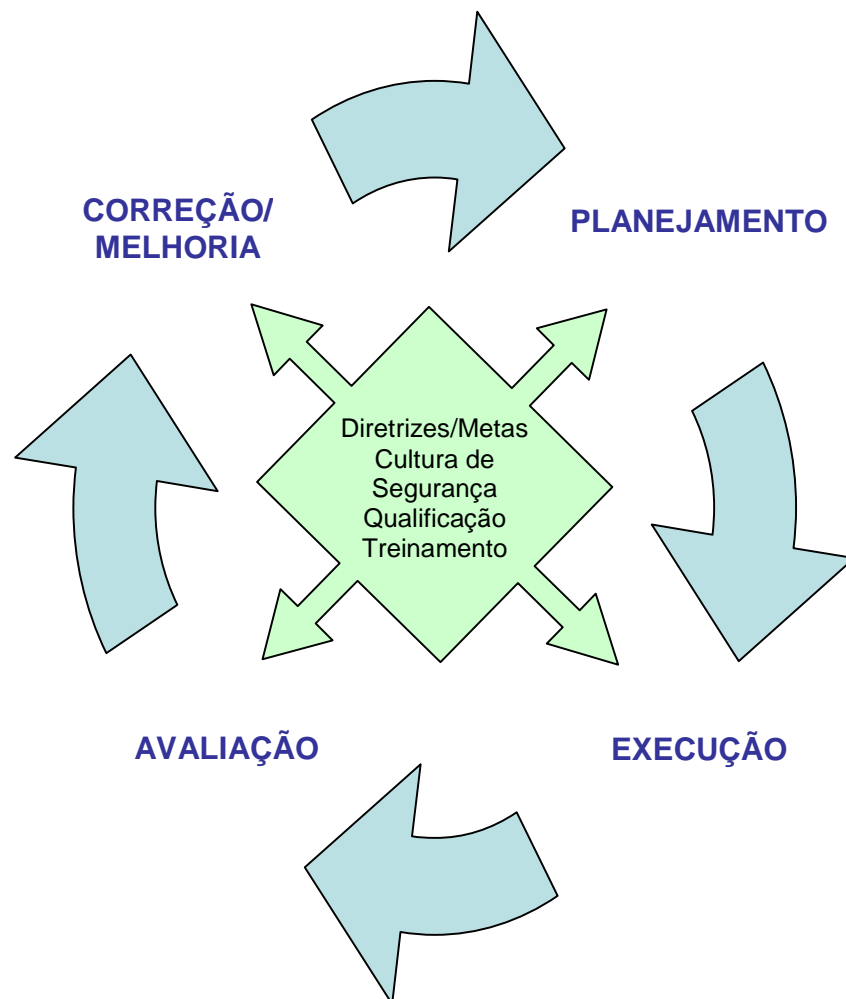 CORREÇÃO/
MELHORIA
PLANEJAMENTO
Diretrizes/Metas
Cultura de
Segurança
Qualificação
Treinamento
AVALIAÇÃO
EXECUÇÃO